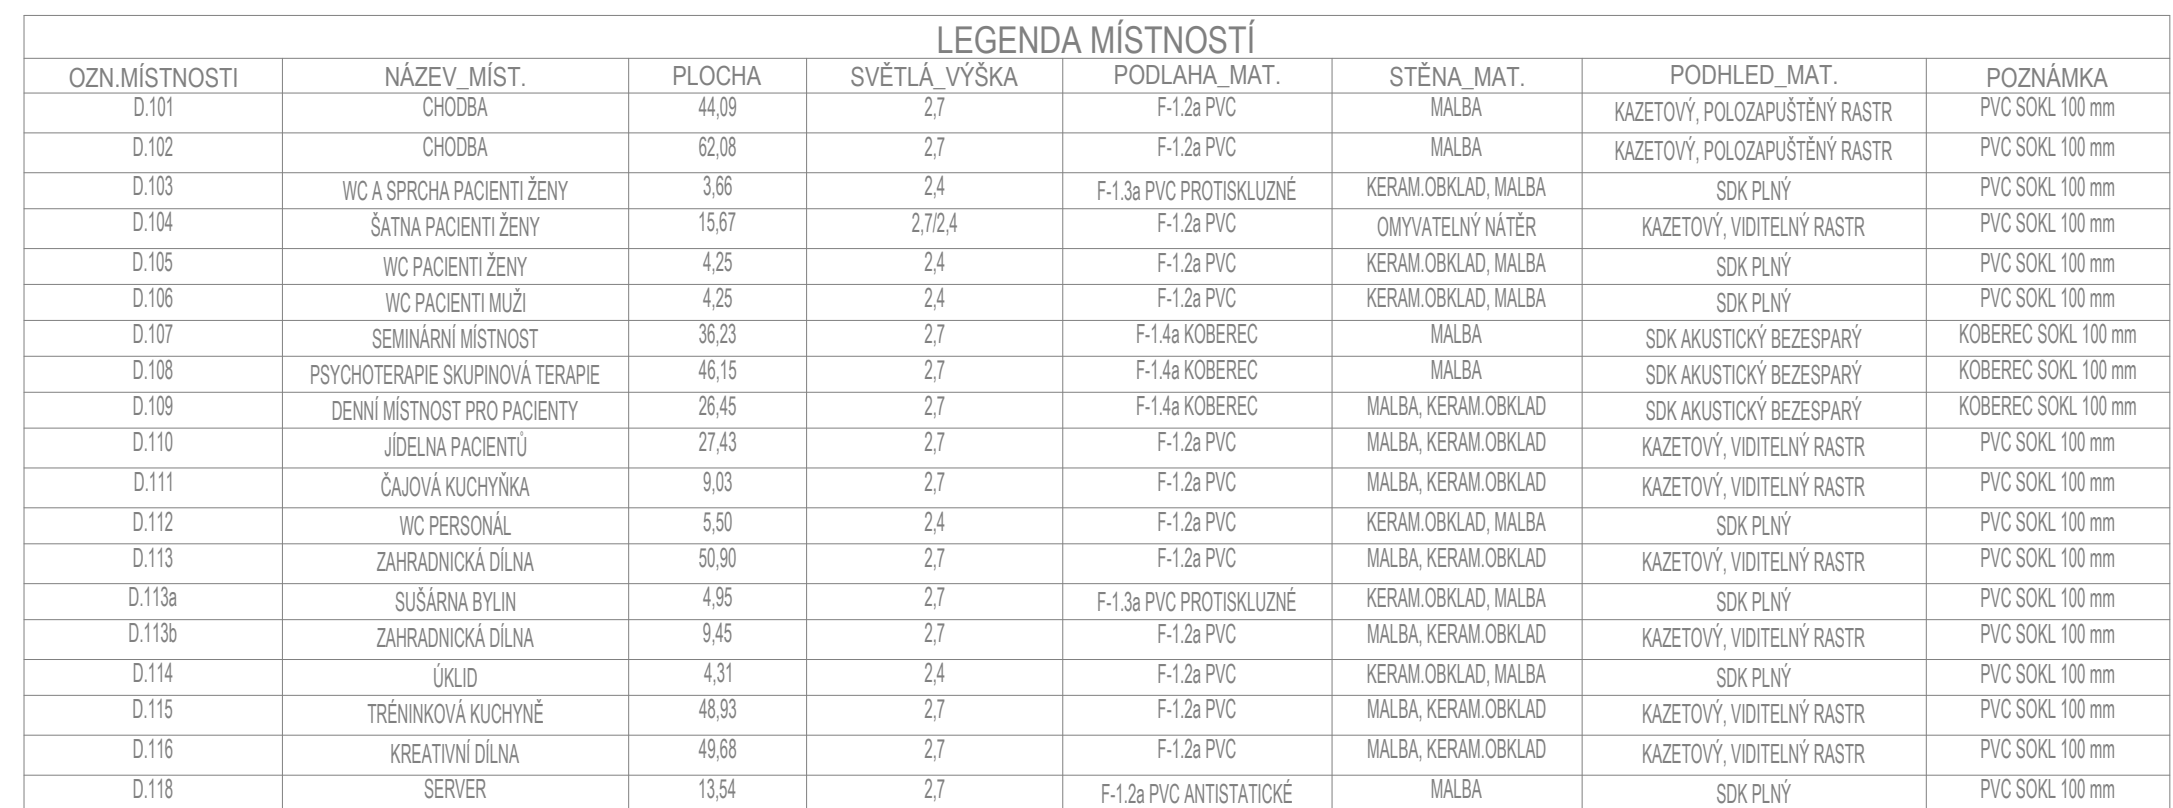 LEGENDA MÍSTNOSTÍ
OZN.MÍSTNOSTI NÁZEV_MÍST. PLOCHA SVĚTLÁ_VÝŠKA PODLAHA_MAT. STĚNA_MAT. PODHLED_MAT. POZNÁMKA
D.101 CHODBA 44,09 2,7 F-1.2a PVC MALBA KAZETOVÝ, POLOZAPUŠTĚNÝ RASTR PVC SOKL 100 mm
D.102 CHODBA 62,08 2,7 F-1.2a PVC MALBA KAZETOVÝ, POLOZAPUŠTĚNÝ RASTR PVC SOKL 100 mm
D.103 WC A SPRCHA PACIENTI ŽENY 3,66 2,4 F-1.3a PVC PROTISKLUZNÉ KERAM.OBKLAD, MALBA SDK PLNÝ PVC SOKL 100 mm
D.104 ŠATNA PACIENTI ŽENY 15,67 2,7/2,4 F-1.2a PVC OMYVATELNÝ NÁTĚR KAZETOVÝ, VIDITELNÝ RASTR PVC SOKL 100 mm
D.105 WC PACIENTI ŽENY 4,25 2,4 F-1.2a PVC KERAM.OBKLAD, MALBA SDK PLNÝ PVC SOKL 100 mm
D.106 WC PACIENTI MUŽI 4,25 2,4 F-1.2a PVC KERAM.OBKLAD, MALBA SDK PLNÝ PVC SOKL 100 mm
D.107 SEMINÁRNÍ MÍSTNOST 36,23 2,7 F-1.4a KOBEREC MALBA SDK AKUSTICKÝ BEZESPARÝ KOBEREC SOKL 100 mm
D.108 PSYCHOTERAPIE SKUPINOVÁ TERAPIE 46,15 2,7 F-1.4a KOBEREC MALBA SDK AKUSTICKÝ BEZESPARÝ KOBEREC SOKL 100 mm
D.109 DENNÍ MÍSTNOST PRO PACIENTY 26,45 2,7 F-1.4a KOBEREC MALBA, KERAM.OBKLAD SDK AKUSTICKÝ BEZESPARÝ KOBEREC SOKL 100 mm
D.110 JÍDELNA PACIENTŮ 27,43 2,7 F-1.2a PVC MALBA, KERAM.OBKLAD KAZETOVÝ, VIDITELNÝ RASTR PVC SOKL 100 mm
D.111 ČAJOVÁ KUCHYŇKA 9,03 2,7 F-1.2a PVC MALBA, KERAM.OBKLAD KAZETOVÝ, VIDITELNÝ RASTR PVC SOKL 100 mm
D.112 WC PERSONÁL 5,50 2,4 F-1.2a PVC KERAM.OBKLAD, MALBA SDK PLNÝ PVC SOKL 100 mm
D.113 ZAHRADNICKÁ DÍLNA 50,90 2,7 F-1.2a PVC MALBA, KERAM.OBKLAD KAZETOVÝ, VIDITELNÝ RASTR PVC SOKL 100 mm
D.113a SUŠÁRNA BYLIN 4,95 2,7 F-1.3a PVC PROTISKLUZNÉ KERAM.OBKLAD, MALBA SDK PLNÝ PVC SOKL 100 mm
D.113b ZAHRADNICKÁ DÍLNA 9,45 2,7 F-1.2a PVC MALBA, KERAM.OBKLAD KAZETOVÝ, VIDITELNÝ RASTR PVC SOKL 100 mm
D.114 ÚKLID 4,31 2,4 F-1.2a PVC KERAM.OBKLAD, MALBA SDK PLNÝ PVC SOKL 100 mm
D.115 TRÉNINKOVÁ KUCHYNĚ 48,93 2,7 F-1.2a PVC MALBA, KERAM.OBKLAD KAZETOVÝ, VIDITELNÝ RASTR PVC SOKL 100 mm
D.116 KREATIVNÍ DÍLNA 49,68 2,7 F-1.2a PVC MALBA, KERAM.OBKLAD KAZETOVÝ, VIDITELNÝ RASTR PVC SOKL 100 mm
D.118 SERVER 13,54 2,7 F-1.2a PVC ANTISTATICKÉ MALBA SDK PLNÝ PVC SOKL 100 mm